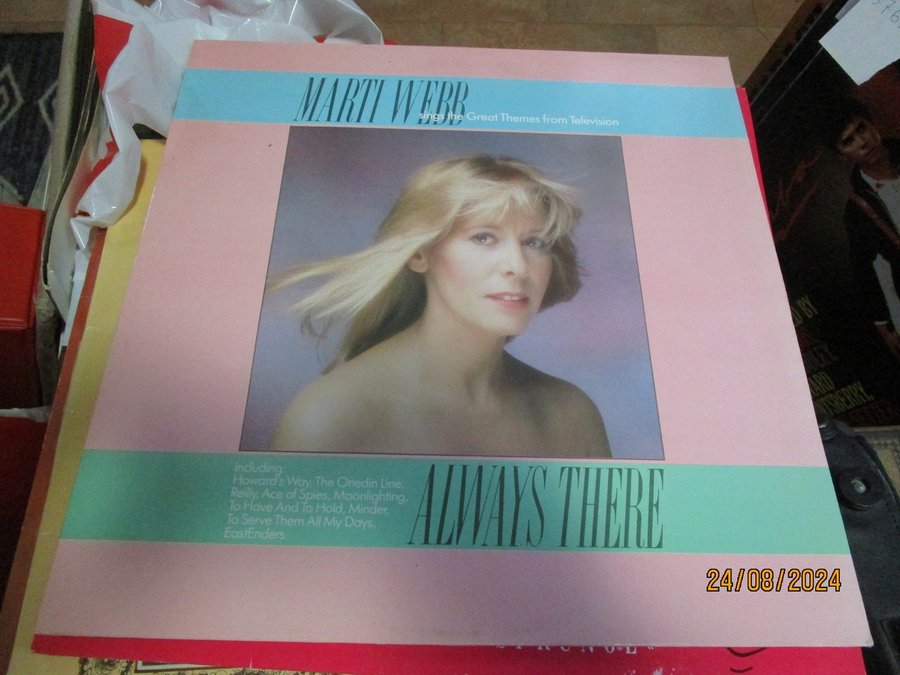 MARTI WEBB
sings the Great Themes from Television
including:
Howard's Way, The Onedin Line,
Reilly, Ace of Spies, Moonlighting,
To Have And To Hold, Minder,
To Serve Them All My Days,
EastEnders
ALWAYS THERE
24/08/2024